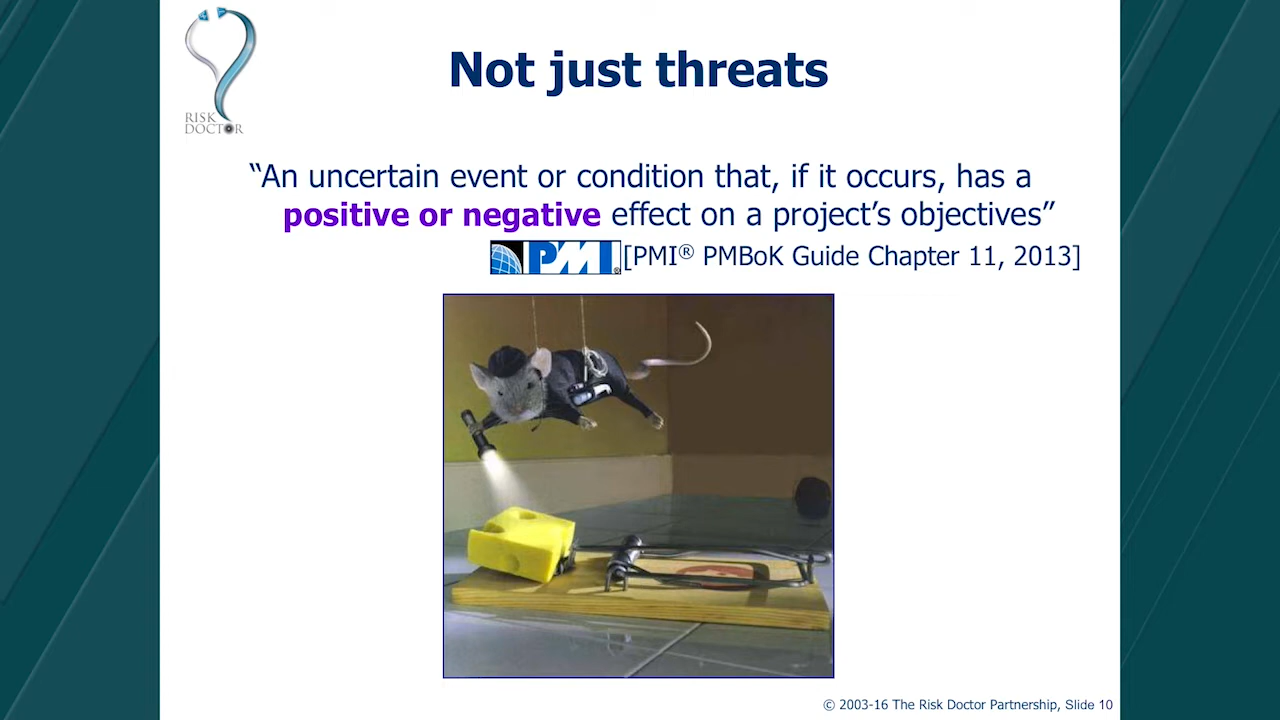 RISK
DOCTOR
Not just threats
“An uncertain event or condition that, if it occurs, has a
positive or negative effect on a project’s objectives”
PMI® [PMI® PMBoK Guide Chapter 11, 2013]
© 2003-16 The Risk Doctor Partnership, Slide 10